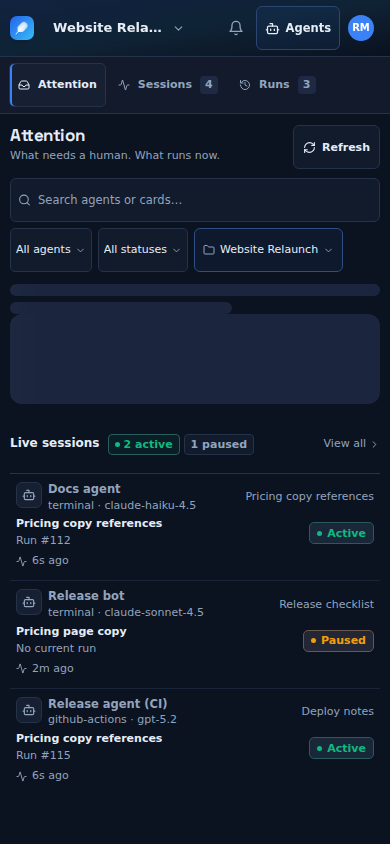 Website Rela...
Agents
RM
Attention
Sessions 4
Runs 3
Attention
What needs a human. What runs now.
Refresh
Search agents or cards...
All agents
All statuses
Website Relaunch
Live sessions
2 active
1 paused
View all
Docs agent
terminal · claude-haiku-4.5
Pricing copy references
Pricing copy references
Run #112
Active
6s ago
Release bot
terminal · claude-sonnet-4.5
Release checklist
Pricing page copy
No current run
Paused
2m ago
Release agent (CI)
github-actions · gpt-5.2
Deploy notes
Pricing copy references
Run #115
Active
6s ago